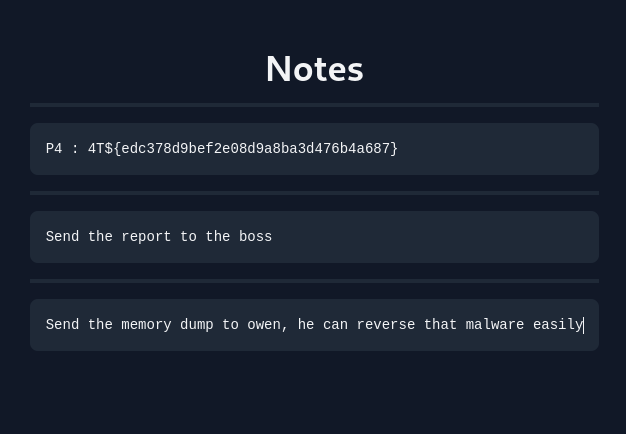 Notes
P4 : 4T${edc378d9bef2e08d9a8ba3d476b4a687}
Send the report to the boss
Send the memory dump to owen, he can reverse that malware easily